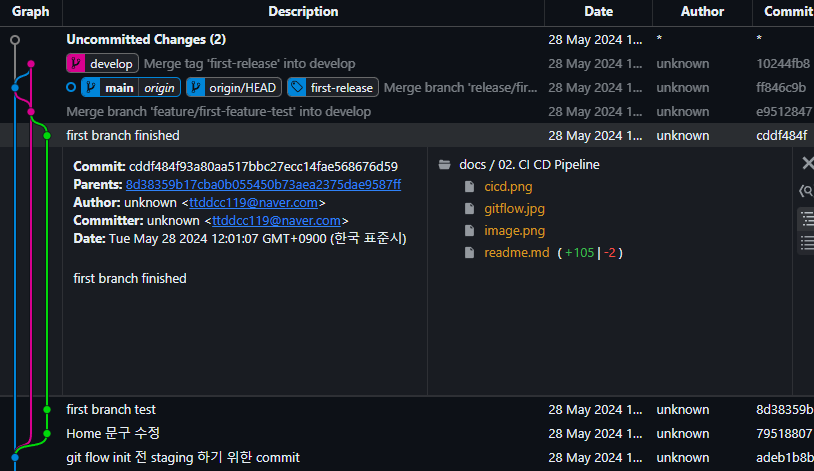 Graph Description Date Author Commit
Uncommitted Changes (2) 28 May 2024 1... * *
develop Merge tag 'first-release' into develop 28 May 2024 1... unknown 10244fb8
main origin origin/HEAD first-release Merge branch 'release/fir... 28 May 2024 1... unknown ff846c9b
Merge branch 'feature/first-feature-test' into develop 28 May 2024 1... unknown e9512847
first branch finished 28 May 2024 1... unknown cddf484f
Commit: cddf484f93a80aa517bbc27ecc14fae568676d59
Parents: 8d38359b17cba0b055450b73aea2375dae9587ff
Author: unknown <ttddcc119@naver.com>
Committer: unknown <ttddcc119@naver.com>
Date: Tue May 28 2024 12:01:07 GMT+0900 (한국 표준시)
first branch finished
docs / 02. CI CD Pipeline
cicd.png
gitflow.jpg
image.png
readme.md (+105|-2)
first branch test 28 May 2024 1... unknown 8d38359b
Home 문구 수정 28 May 2024 1... unknown 79518807
git flow init 전 staging 하기 위한 commit 28 May 2024 1... unknown adeb1b8b